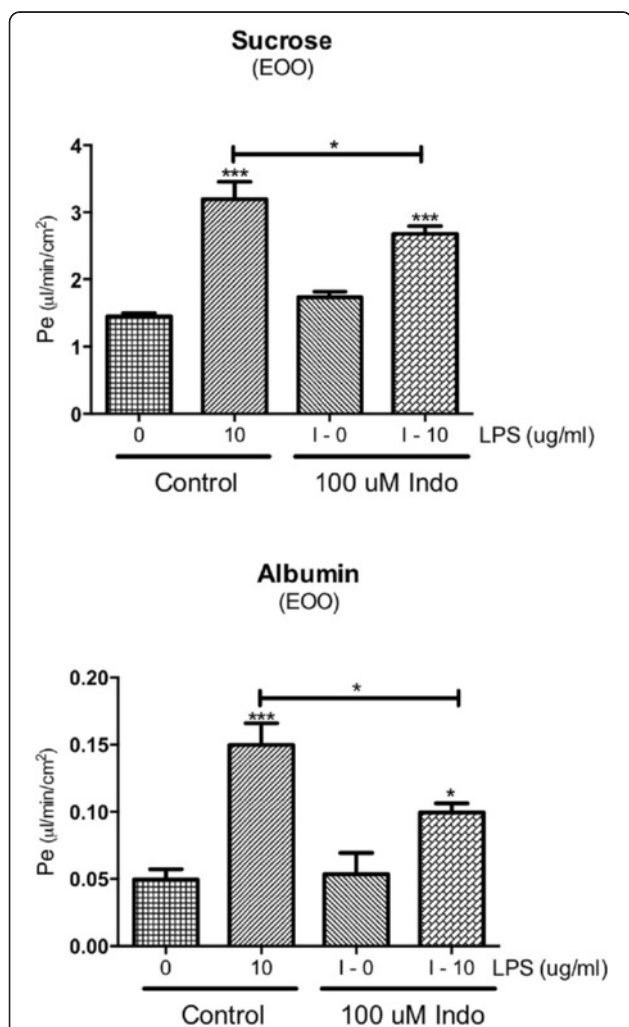 Sucrose
(EOO)
*
***
***
4
3
2
1
0
Pe (µl/min/cm²)
0 10 I - 0 I - 10 LPS (ug/ml)
Control 100 uM Indo
Albumin
(EOO)
*
***
*
0.20
0.15
0.10
0.05
0.00
Pe (µl/min/cm²)
0 10 I - 0 I - 10 LPS (ug/ml)
Control 100 uM Indo